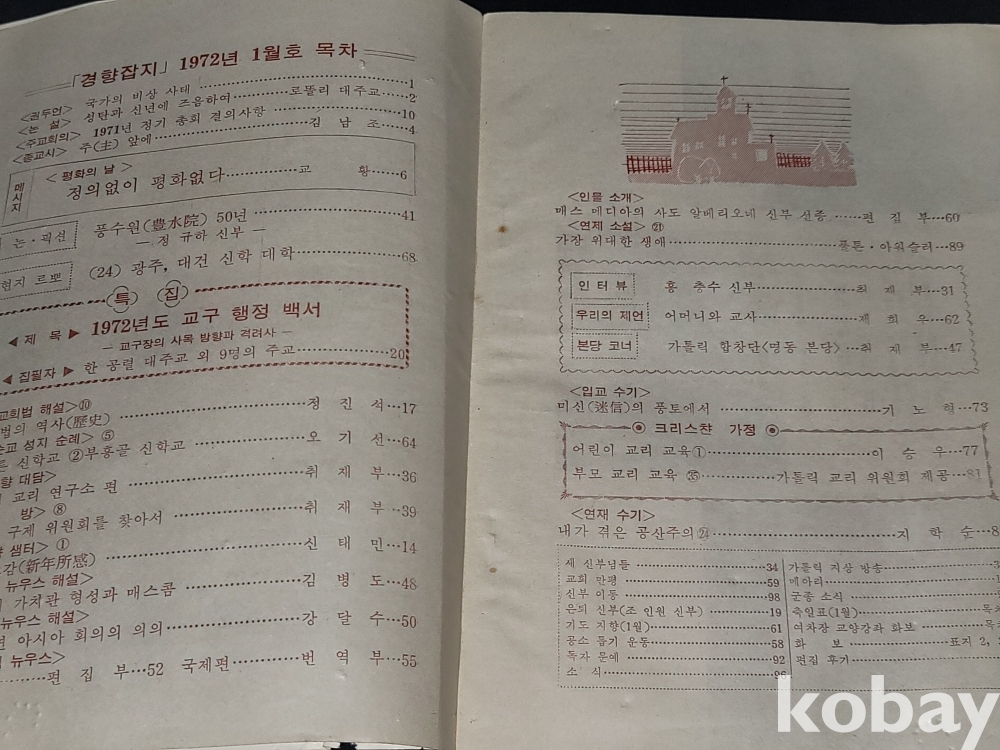 「경향잡지」 1972년 1월호 목차
<권두언> 국가의 비상 사태 1
<논 설> 성탄과 신년에 즈음하여 로똘리 대주교 2
<주교회의> 1971년 정기 총회 결의사항 10
<종교시> 주(主) 앞에 김 남 조 4
메시지
<평화의 날>
정의없이 평화없다 교 황 6
논·픽션
풍수원(豊水院) 50년 41
— 정 규하 신부 —
현지 르뽀
(24) 광주, 대건 신학 대학 68
특 집
◀ 제 목 ▶ 1972년도 교구 행정 백서
— 교구장의 사목 방향과 격려사 —
◀ 집필자 ▶ 한 공렬 대주교 외 9명의 주교 20
교회법 해설>⑩
법의 역사(歷史) 정 진 석 17
순교 성지 순례> ⑤
신학교 ②부흥골 신학교 오 기 선 64
향 대담>
교리 연구소 편 취 재 부 36
방> ⑧
구제 위원회를 찾아서 취 재 부 39
샘터> ①
감(新年所感) 신 태 민 14
뉴우스 해설>
가치관 형성과 매스콤 김 병 도 48
뉴우스 해설>
아시아 회의의 의의 강 달 수 50
뉴우스>
편 집 부 52 국제편 번 역 부 55
<인물 소개>
매스 메디아의 사도 알베리오네 신부 선종 편 집 부 60
<연제 소설> ㉑
가장 위대한 생애 풀톤·아워슬러 89
인 터 뷰 홍 충수 신부 취 재 부 31
우리의 제언 어머니와 교사 채 희 우 62
본당 코너 가톨릭 합창단<명동 본당> 취 재 부 47
<입교 수기>
미신(迷信)의 풍토에서 기 노 혁 73
크리스챤 가정
어린이 교리 교육① 이 승 우 77
부모 교리 교육 ㉟ 가톨릭 교리 위원회 제공 81
<연재 수기>
내가 겪은 공산주의㉔ 지 학 순 8
세 신부님들 34
교회 만평 59
신부 이동 98
은퇴 신부(조 인원 신부) 19
기도 지향(1월) 61
공소 돕기 운동 58
독자 문예 92
소 식 96
가톨릭 지상 방송 3
메아리
군종 소식
축일표(1월) 목
여차장 교양강좌 화보 목
화 보 표지 2,
편집 후기
kobay